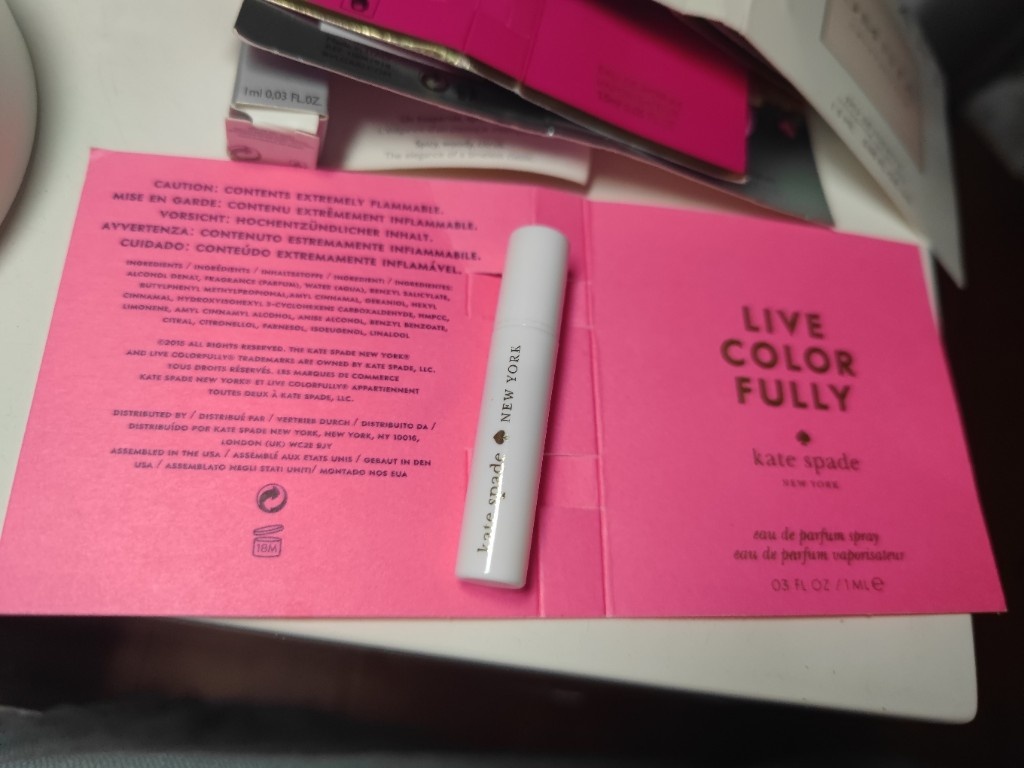 1ml 0,03 FL.OZ.
CAUTION: CONTENTS EXTREMELY FLAMMABLE.
MISE EN GARDE: CONTENU EXTRÊMEMENT INFLAMMABLE.
VORSICHT: HOCHENTZÜNDLICHER INHALT.
AVVERTENZA: CONTENUTO ESTREMAMENTE INFIAMMABILE.
CUIDADO: CONTEÚDO EXTREMAMENTE INFLAMÁVEL.
INGREDIENTS / INGRÉDIENTS / INHALTSSTOFFE / INGREDIENTI / INGREDIENTES:
ALCOHOL DENAT, FRAGRANCE (PARFUM), WATER (AQUA), BENZYL SALICYLATE,
BUTYLPHENYL METHYLPROPIONAL, AMYL CINNAMAL, GERANIOL, HEXYL
CINNAMAL, HYDROXYISOHEXYL 3-CYCLOHEXENE CARBOXALDEHYDE, HMPCC,
LIMONENE, AMYL CINNAMYL ALCOHOL, ANISE ALCOHOL, BENZYL BENZOATE,
CITRAL, CITRONELLOL, FARNESOL, ISOEUGENOL, LINALOOL
©2015 ALL RIGHTS RESERVED. THE KATE SPADE NEW YORK®
AND LIVE COLORFULLY® TRADEMARKS ARE OWNED BY KATE SPADE, LLC.
TOUS DROITS RÉSERVÉS. LES MARQUES DE COMMERCE
KATE SPADE NEW YORK® ET LIVE COLORFULLY® APPARTIENNENT
TOUTES DEUX À KATE SPADE, LLC.
DISTRIBUTED BY / DISTRIBUÉ PAR / VERTRIEB DURCH / DISTRIBUITO DA /
DISTRIBUÍDO POR KATE SPADE NEW YORK, NEW YORK, NY 10016,
LONDON (UK) WC2E
ASSEMBLED IN THE USA / ASSEMBLÉ AUX ETATS UNIS / GEBAUT IN DEN
USA / ASSEMBLATO NEGLI STATI UNITI/ MONTADO NOS EUA
18M
kate spade NEW YORK
LIVE
COLOR
FULLY
kate spade
NEW YORK
eau de parfum spray
eau de parfum vaporisateur
.03 FL OZ / 1 ML ℮